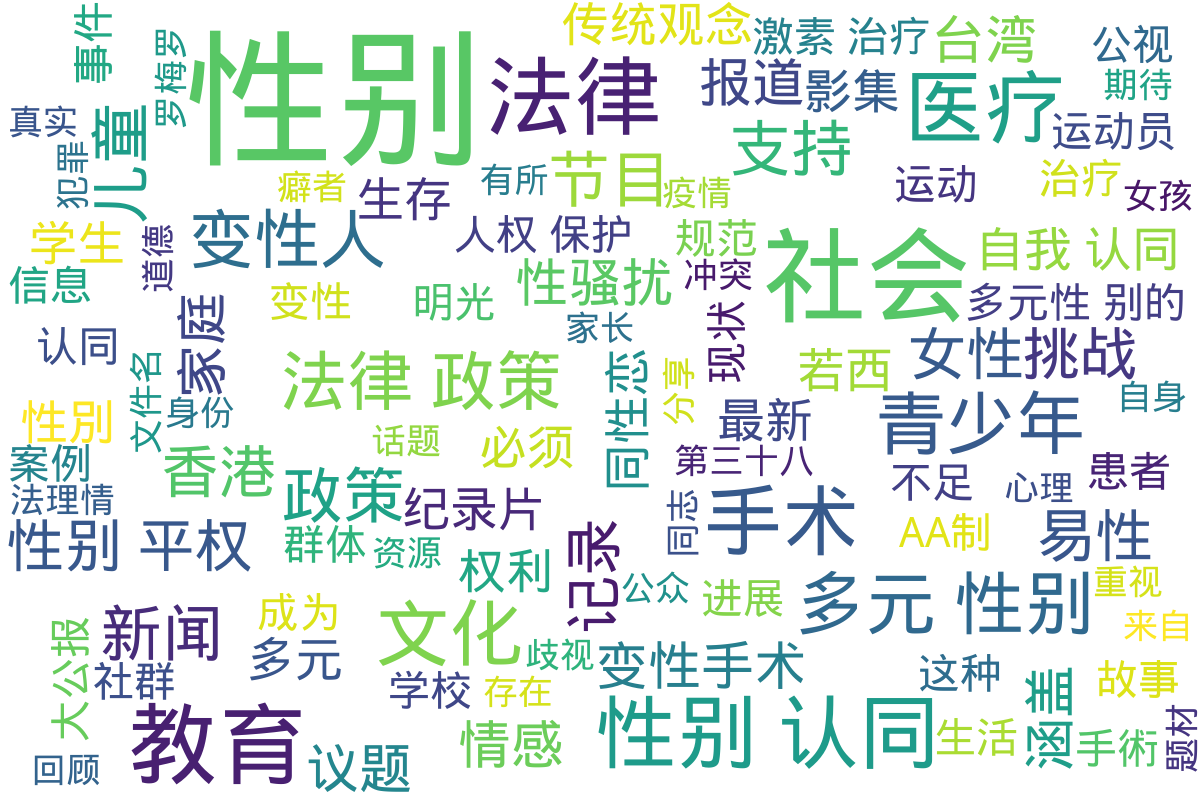 性别
法律
传统观念
激素 治疗
台湾
公视
事件
罗梅罗
报道
影集
医疗
期待
真实
儿童
犯罪
支持
运动员
癖者
生存
有所
节目
疫情
运动
治疗
女孩
学生
道德
变性人
人权 保护
规范
社会
自我 认同
信息
变性
明光
性骚扰
冲突
多元性 别的
认同
家庭
家长
现状
女性
挑战
文件名
身份
法律 政策
同性恋
分享
若西
自身
性別
话题
必须
最新
青少年
案例
香港
第三十八
不足
心理
患者
法理情
政策
纪录片
同志
手术
性别 平权
群体
资源
权利
记录
公众
AA制
易性
进展
多元 性别
重视
成为
文化
来自
大公报
新闻
社群
多元
歧视
变性手术
这种
故事
学校
存在
涵盖
教育
议题
情感
性别 认同
生活
手術
题材
回顾